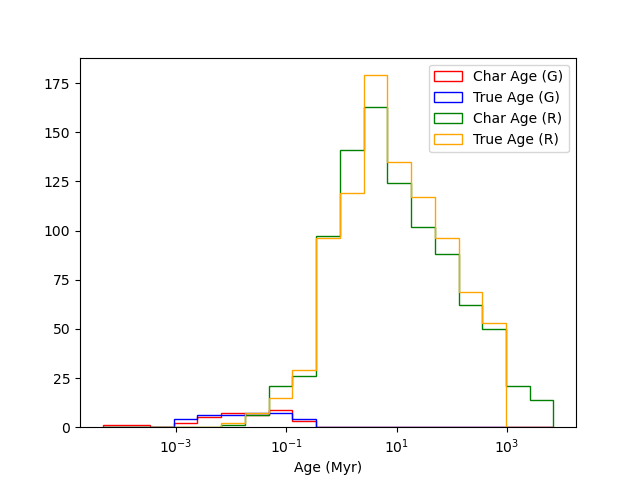 Char Age (G)
True Age (G)
Char Age (R)
True Age (R)
175
150
125
100
75
50
25
0
10⁻³ 10⁻¹ 10¹ 10³
Age (Myr)